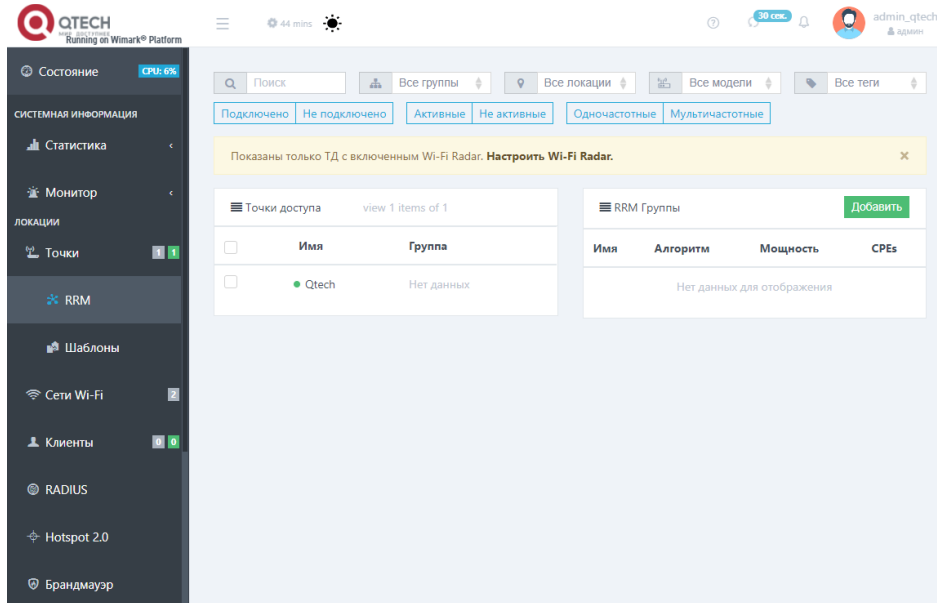 QTECH
МИР ДОСТУПНЕЕ
Running on Wimark® Platform
44 mins
30 сек.
admin_qtech
админ
Состояние CPU: 6%
СИСТЕМНАЯ ИНФОРМАЦИЯ
Статистика
Монитор
ЛОКАЦИИ
Точки 1 1
RRM
Шаблоны
Сети Wi-Fi 2
Клиенты 0 0
RADIUS
Hotspot 2.0
Брандмауэр
Поиск Все группы Все локации Все модели Все теги
Подключено Не подключено Активные Не активные Одночастотные Мультичастотные
Показаны только ТД с включенным Wi-Fi Radar. Настроить Wi-Fi Radar. ×
Точки доступа view 1 items of 1
Имя Группа
Qtech Нет данных
RRM Группы Добавить
Имя Алгоритм Мощность CPEs
Нет данных для отображения